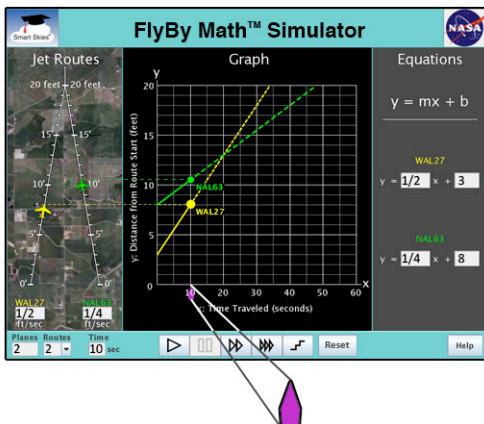 Smart Skies™
FlyBy Math™ Simulator
NASA
Jet Routes
20 feet 20 feet
15' 15'
10'
5' 5'
0' 0'
WAL27 NAL63
1/2 1/4
ft/sec ft/sec
Graph
y
y: Distance from Route Start (feet)
20
15
10
5
0
NAL63
WAL27
0 10 20 30 40 50 60 x
x: Time Traveled (seconds)
Equations
y = mx + b
WAL27
y = 1/2 x + 3
NAL63
y = 1/4 x + 8
Planes Routes Time
2 2 10 sec
Reset
Help